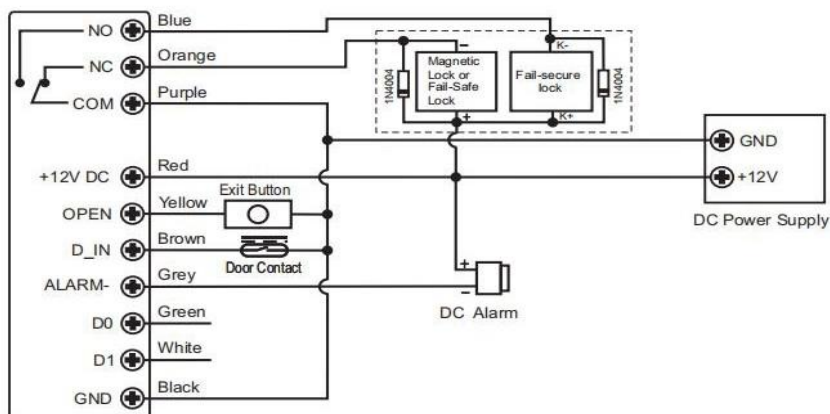 NO
Blue
NC
Orange
COM
Purple
+12V DC
Red
OPEN
Yellow
Exit Button
D_IN
Brown
Door Contact
ALARM-
Grey
D0
Green
D1
White
GND
Black
1N4004
−
Magnetic
Lock or
Fail-Safe
Lock
+
K-
Fail-secure
lock
K+
1N4004
GND
+12V
DC Power Supply
+
−
DC Alarm